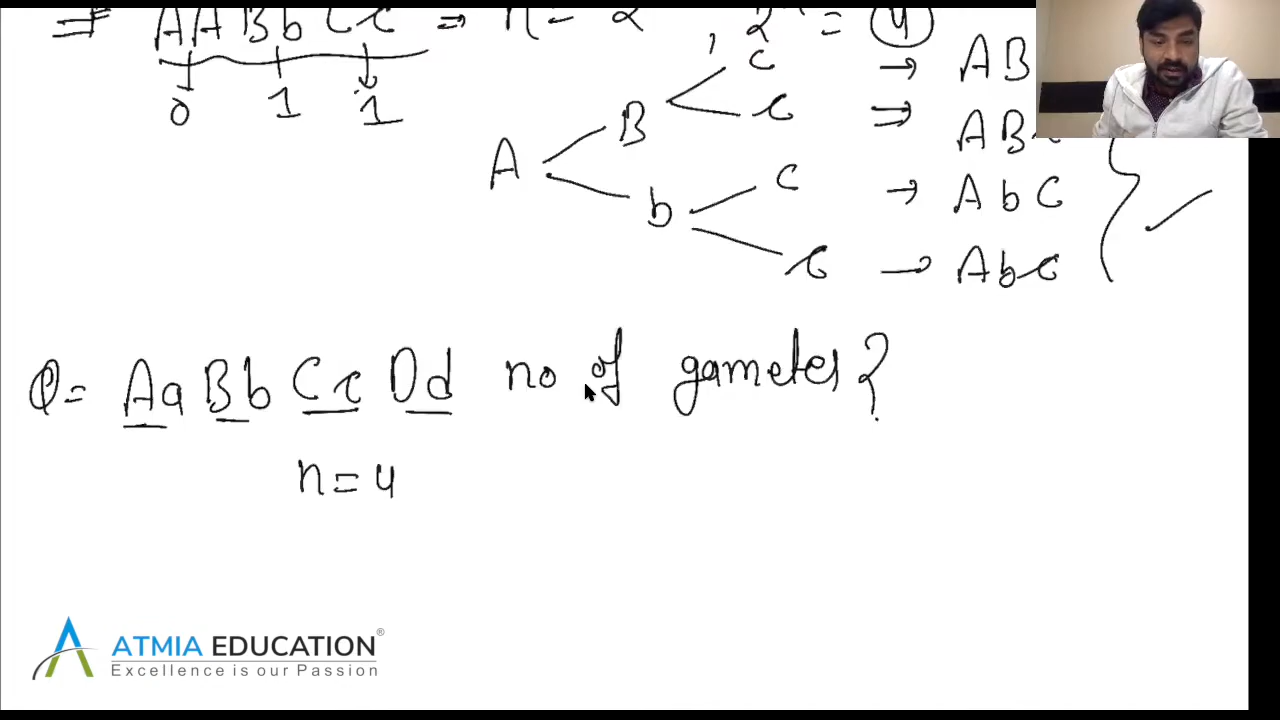 ⇒ AABbCc ⇒ n = 2, 2² = 4
0 1 1
C → AB
B c ⇒ AB
A
b C → AbC
c → Abc
Q = AaBbCcDd no of gametes?
n = 4
ATMIA EDUCATION®
Excellence is our Passion